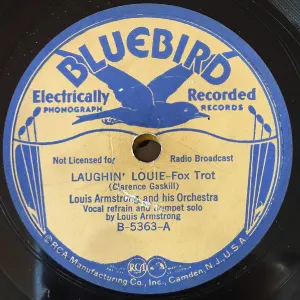 BLUEBIRD
Electrically Recorded
PHONOGRAPH RECORDS
Not Licensed for Radio Broadcast
LAUGHIN' LOUIE-Fox Trot
(Clarence Gaskill)
Louis Armstrong and his Orchestra
Vocal refrain and trumpet solo
by Louis Armstrong
B-5363-A
RCA
©RCA Manufacturing Co., Inc., Camden, N.J., U.S.A.